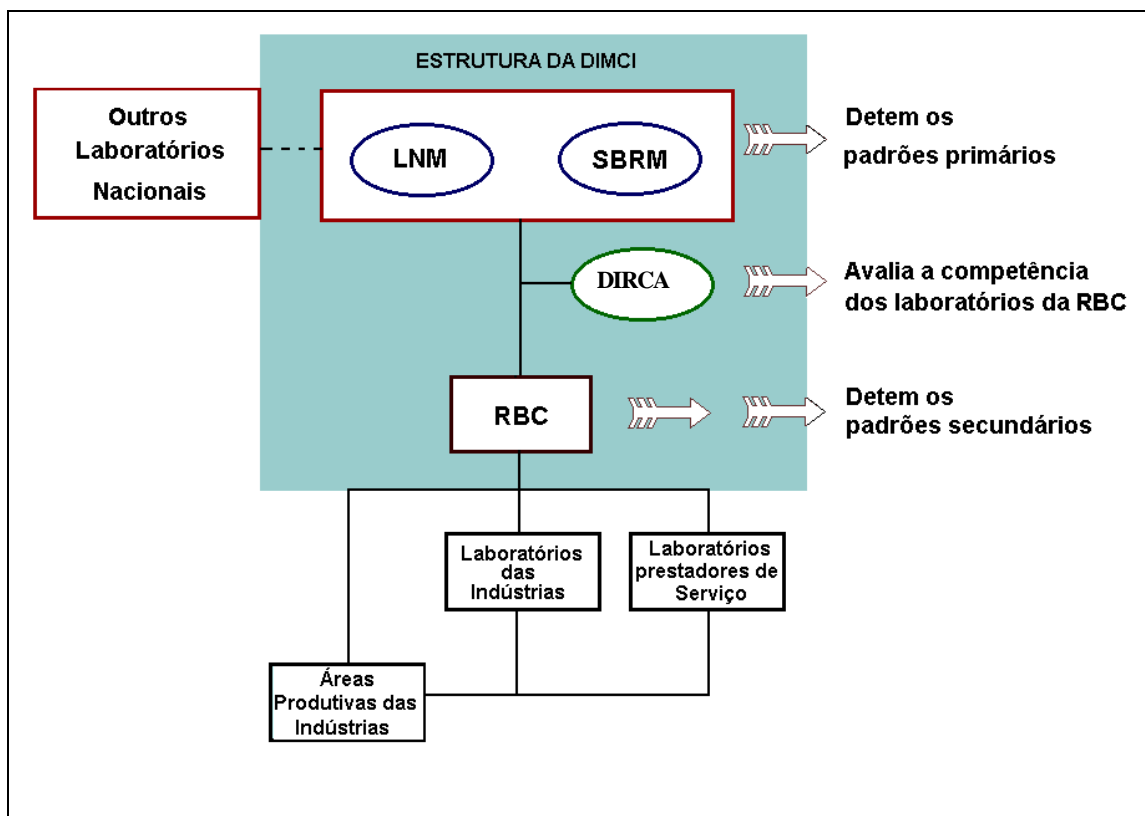 ESTRUTURA DA DIMCI
Outros
Laboratórios
Nacionais
LNM
SBRM
Detem os
padrões primários
DIRCA
Avalia a competência
dos laboratórios da RBC
RBC
Detem os
padrões secundários
Laboratórios
das
Indústrias
Laboratórios
prestadores de
Serviço
Áreas
Produtivas das
Indústrias